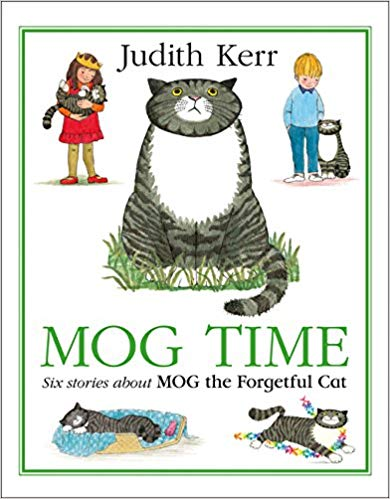 Judith Kerr
MOG TIME
Six stories about MOG the Forgetful Cat